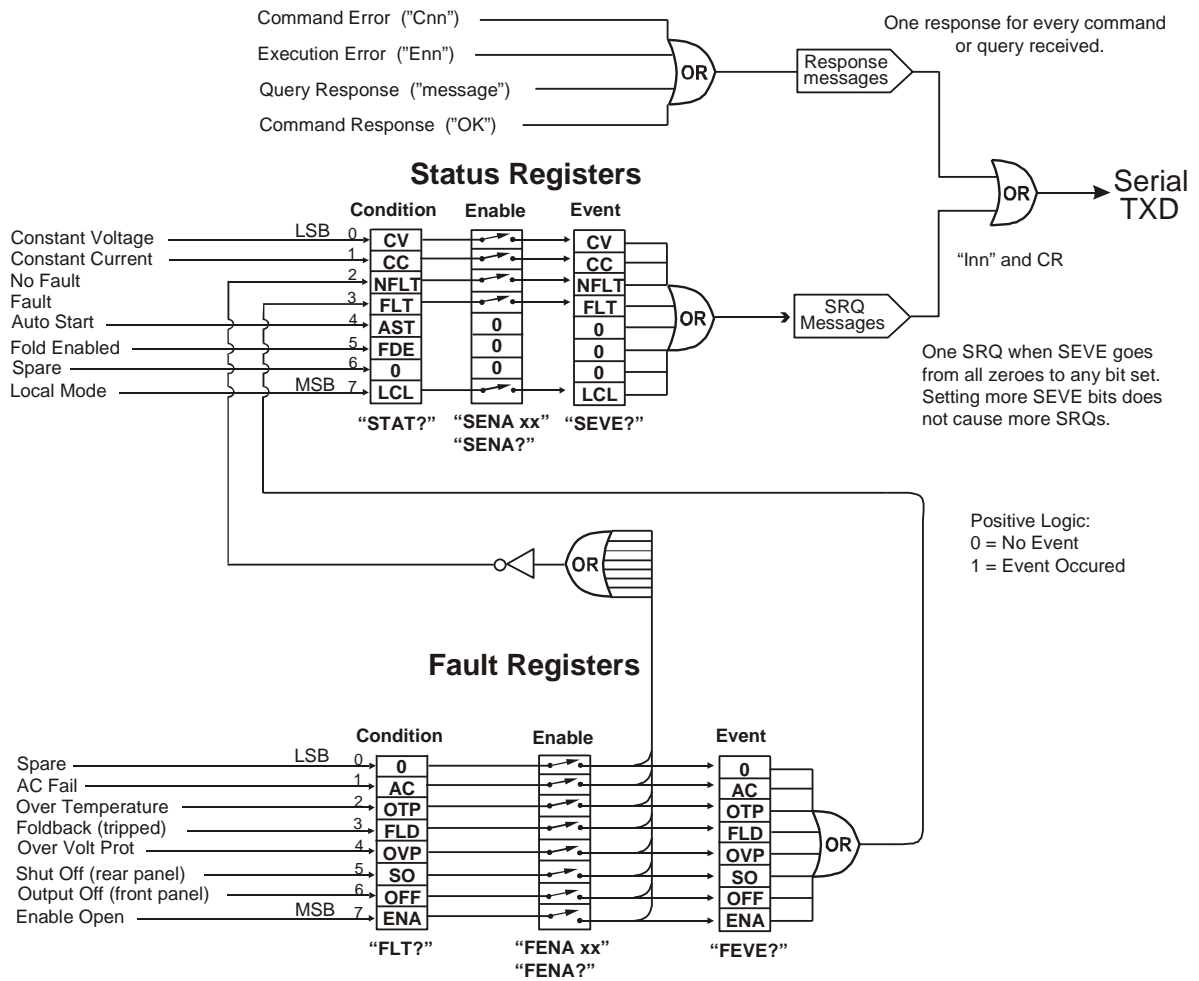 Command Error ("Cnn")
Execution Error ("Enn")
Query Response ("message")
Command Response ("OK")
OR
Response
messages
One response for every command
or query received.
OR
Serial
TXD
“Inn” and CR
Status Registers
Condition Enable Event
Constant Voltage LSB 0 CV CV
Constant Current 1 CC CC
No Fault 2 NFLT NFLT
Fault 3 FLT FLT
Auto Start 4 AST 0 0
Fold Enabled 5 FDE 0 0
Spare 6 0 0 0
Local Mode MSB 7 LCL LCL
“STAT?” “SENA xx” “SEVE?”
“SENA?”
OR
SRQ
Messages
One SRQ when SEVE goes
from all zeroes to any bit set.
Setting more SEVE bits does
not cause more SRQs.
Positive Logic:
0 = No Event
1 = Event Occured
OR
Fault Registers
Condition Enable Event
Spare LSB 0 0 0
AC Fail 1 AC AC
Over Temperature 2 OTP OTP
Foldback (tripped) 3 FLD FLD
Over Volt Prot 4 OVP OVP
Shut Off (rear panel) 5 SO SO
Output Off (front panel) 6 OFF OFF
Enable Open MSB 7 ENA ENA
OR
“FLT?” “FENA xx” “FEVE?”
“FENA?”